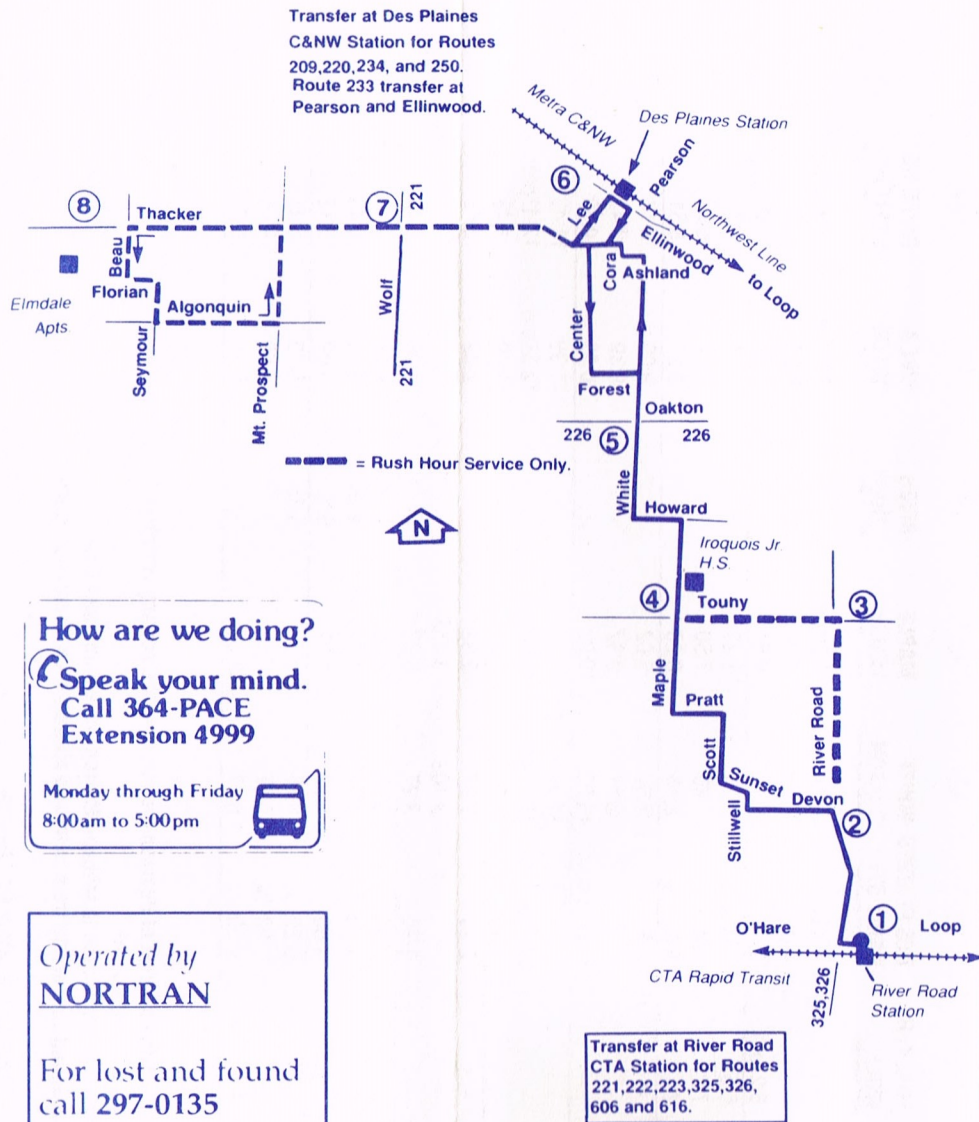 Transfer at Des Plaines
C&NW Station for Routes
209,220,234, and 250.
Route 233 transfer at
Pearson and Ellinwood.
Metra C&NW
Des Plaines Station
Pearson
Northwest Line
to Loop
6
Lee
Ellinwood
Cora
Ashland
8
Thacker
7
221
Beau
Florian
Elmdale
Apts
Algonquin
Seymour
Mt. Prospect
Wolf
221
Center
Forest
Oakton
226
5
226
= Rush Hour Service Only.
White
Howard
N
Iroquois Jr.
H.S.
4
Touhy
3
Maple
Pratt
Scott
River Road
Sunset
Devon
Stillwell
2
1
O'Hare
Loop
CTA Rapid Transit
325,326
River Road
Station
How are we doing?
Speak your mind.
Call 364-PACE
Extension 4999
Monday through Friday
8:00am to 5:00pm
Operated by
NORTRAN
For lost and found
call 297-0135
Transfer at River Road
CTA Station for Routes
221,222,223,325,326,
606 and 616.